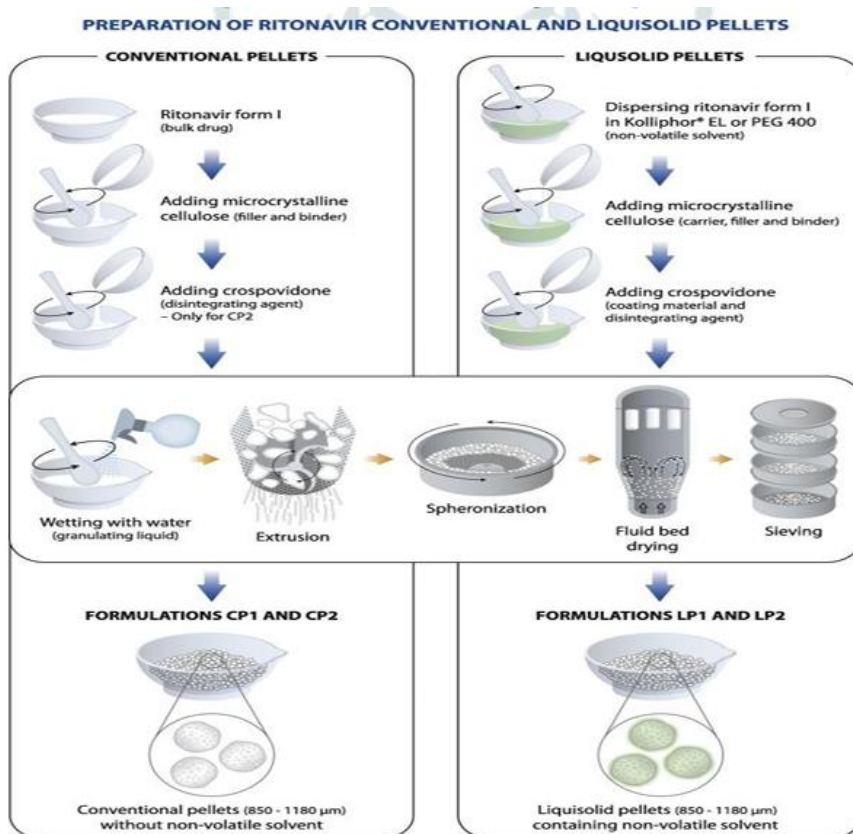 PREPARATION OF RITONAVIR CONVENTIONAL AND LIQUISOLID PELLETS
CONVENTIONAL PELLETS
Ritonavir form I
(bulk drug)
Adding microcrystalline
cellulose (filler and binder)
Adding crospovidone
(disintegrating agent)
– Only for CP2
LIQUSOLID PELLETS
Dispersing ritonavir form I
in Kolliphor® EL or PEG 400
(non-volatile solvent)
Adding microcrystalline
cellulose (carrier, filler and binder)
Adding crospovidone
(coating material and
disintegrating agent)
Wetting with water
(granulating liquid)
Extrusion
Spheronization
Fluid bed
drying
Sieving
FORMULATIONS CP1 AND CP2
Conventional pellets (850 - 1180 µm)
without non-volatile solvent
FORMULATIONS LP1 AND LP2
Liquisolid pellets (850 - 1180 µm)
containing non-volatile solvent